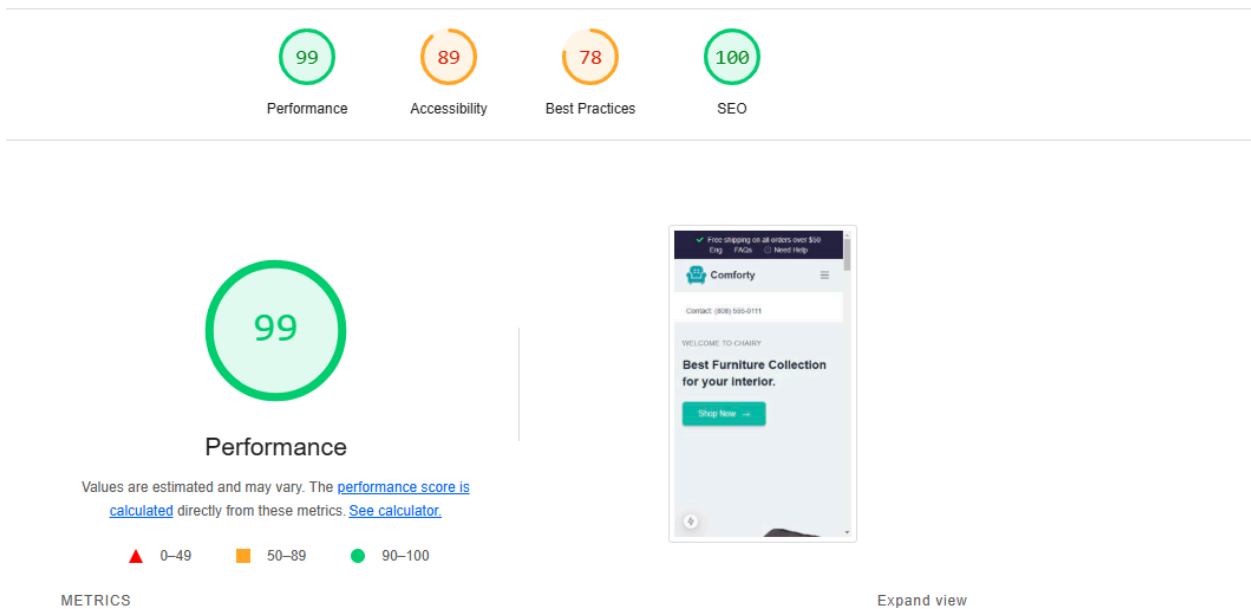 99
89
78
100
Performance
Accessibility
Best Practices
SEO
Free shipping on all orders over $50
Eng FAQs Need Help
Comforty
Contact: (808) 555-0111
WELCOME TO CHAIRY
Best Furniture Collection
for your interior.
Shop Now →
99
Performance
Values are estimated and may vary. The performance score is
calculated directly from these metrics. See calculator.
0–49
50–89
90–100
METRICS
Expand view